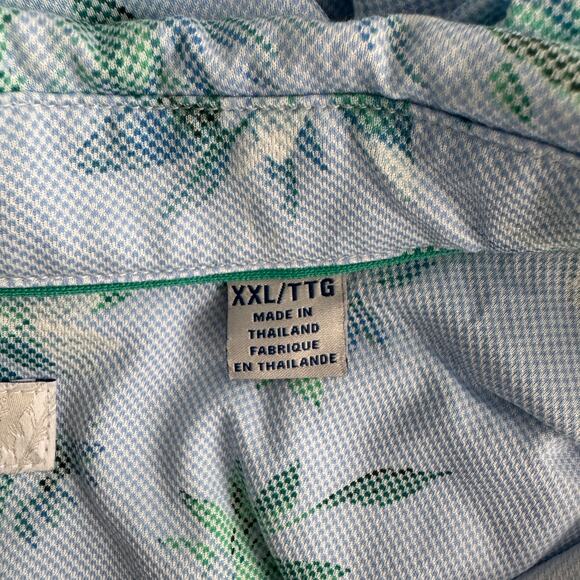 XXL/TTG
MADE IN
THAILAND
FABRIQUE
EN THAILANDE